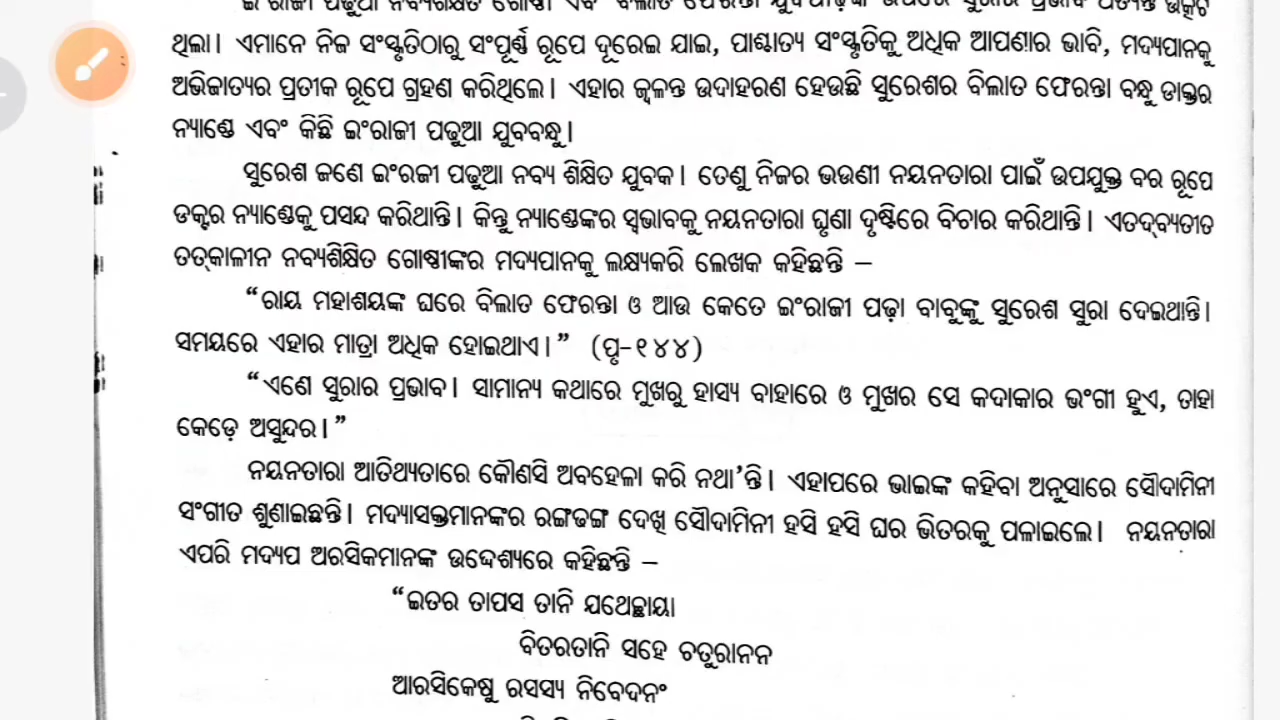 ଥିଲା। ଏମାନେ ନିଜ ସଂସ୍କୃତିଠାରୁ ସଂପୂର୍ଣ୍ଣ ରୂପେ ଦୂରେଇ ଯାଇ, ପାଶ୍ଚାତ୍ୟ ସଂସ୍କୃତିକୁ ଅଧିକ ଆପଣାର ଭାବି, ମଦ୍ୟପାନକୁ
ଅଭିଜାତ୍ୟର ପ୍ରତୀକ ରୂପେ ଗ୍ରହଣ କରିଥିଲେ। ଏହାର ଜ୍ୱଳନ୍ତ ଉଦାହରଣ ହେଉଛି ସୁରେଶର ବିଲାତ ଫେରନ୍ତା ବନ୍ଧୁ ଡାକ୍ତର
ନ୍ୟାଣ୍ଡେ ଏବଂ କିଛି ଇଂରାଜୀ ପଢୁଆ ଯୁବବନ୍ଧୁ।
ସୁରେଶ ଜଣେ ଇଂରଜୀ ପଢୁଆ ନବ୍ୟ ଶିକ୍ଷିତ ଯୁବକ। ତେଣୁ ନିଜର ଭଉଣୀ ନୟନତାରା ପାଇଁ ଉପଯୁକ୍ତ ବର ରୂପେ
ଡକ୍ଟର ନ୍ୟାଣ୍ଡେକୁ ପସନ୍ଦ କରିଥାନ୍ତି। କିନ୍ତୁ ନ୍ୟାଣ୍ଡେଙ୍କର ସ୍ୱଭାବକୁ ନୟନତାରା ଘୃଣା ଦୃଷ୍ଟିରେ ବିଚାର କରିଥାନ୍ତି। ଏତଦ୍‌ବ୍ୟତୀତ
ତତ୍‌କାଳୀନ ନବ୍ୟଶିକ୍ଷିତ ଗୋଷ୍ଠୀଙ୍କର ମଦ୍ୟପାନକୁ ଲକ୍ଷ୍ୟକରି ଲେଖକ କହିଛନ୍ତି –
“ରାୟ ମହାଶୟଙ୍କ ଘରେ ବିଲାତ ଫେରନ୍ତା ଓ ଆଉ କେତେ ଇଂରାଜୀ ପଢ଼ା ବାବୁଙ୍କୁ ସୁରେଶ ସୁରା ଦେଇଥାନ୍ତି।
ସମୟରେ ଏହାର ମାତ୍ରା ଅଧିକ ହୋଇଥାଏ।” (ପୃ-୧୪୪)
“ଏଣେ ସୁରାର ପ୍ରଭାବ। ସାମାନ୍ୟ କଥାରେ ମୁଖରୁ ହାସ୍ୟ ବାହାରେ ଓ ମୁଖର ସେ କଦାକାର ଭଂଗୀ ହୁଏ, ତାହା
କେଡ଼େ ଅସୁନ୍ଦର।”
ନୟନତାରା ଆତିଥ୍ୟତାରେ କୌଣସି ଅବହେଳା କରି ନଥା’ନ୍ତି। ଏହାପରେ ଭାଇଙ୍କ କହିବା ଅନୁସାରେ ସୌଦାମିନୀ
ସଂଗୀତ ଶୁଣାଇଛନ୍ତି। ମଦ୍ୟାସକ୍ତମାନଙ୍କର ରଙ୍ଗଢଙ୍ଗ ଦେଖି ସୌଦାମିନୀ ହସି ହସି ଘର ଭିତରକୁ ପଳାଇଲେ। ନୟନତାରା
ଏପରି ମଦ୍ୟପ ଅରସିକମାନଙ୍କ ଉଦ୍ଦେଶ୍ୟରେ କହିଛନ୍ତି –
“ଇତର ତାପସ ତାନି ଯଥେଚ୍ଛାୟା
ବିତରତାନି ସହେ ଚତୁରାନନ
ଆରସିକେଷୁ ରସସ୍ୟ ନିବେଦନଂ